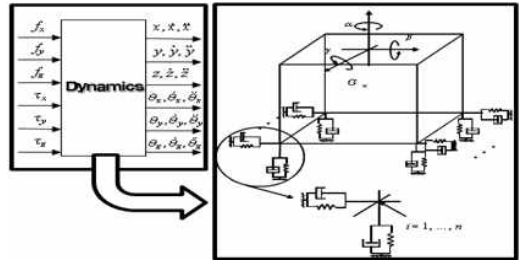 f_x
f_y
f_z
τ_x
τ_y
τ_z
Dynamics
x, ẋ, ẍ
y, ẏ, ÿ
z, ż, z̈
θ_x, θ̇_x, θ̈_x
θ_y, θ̇_y, θ̈_y
θ_z, θ̇_z, θ̈_z
α
β
γ
G
i = 1, ..., n